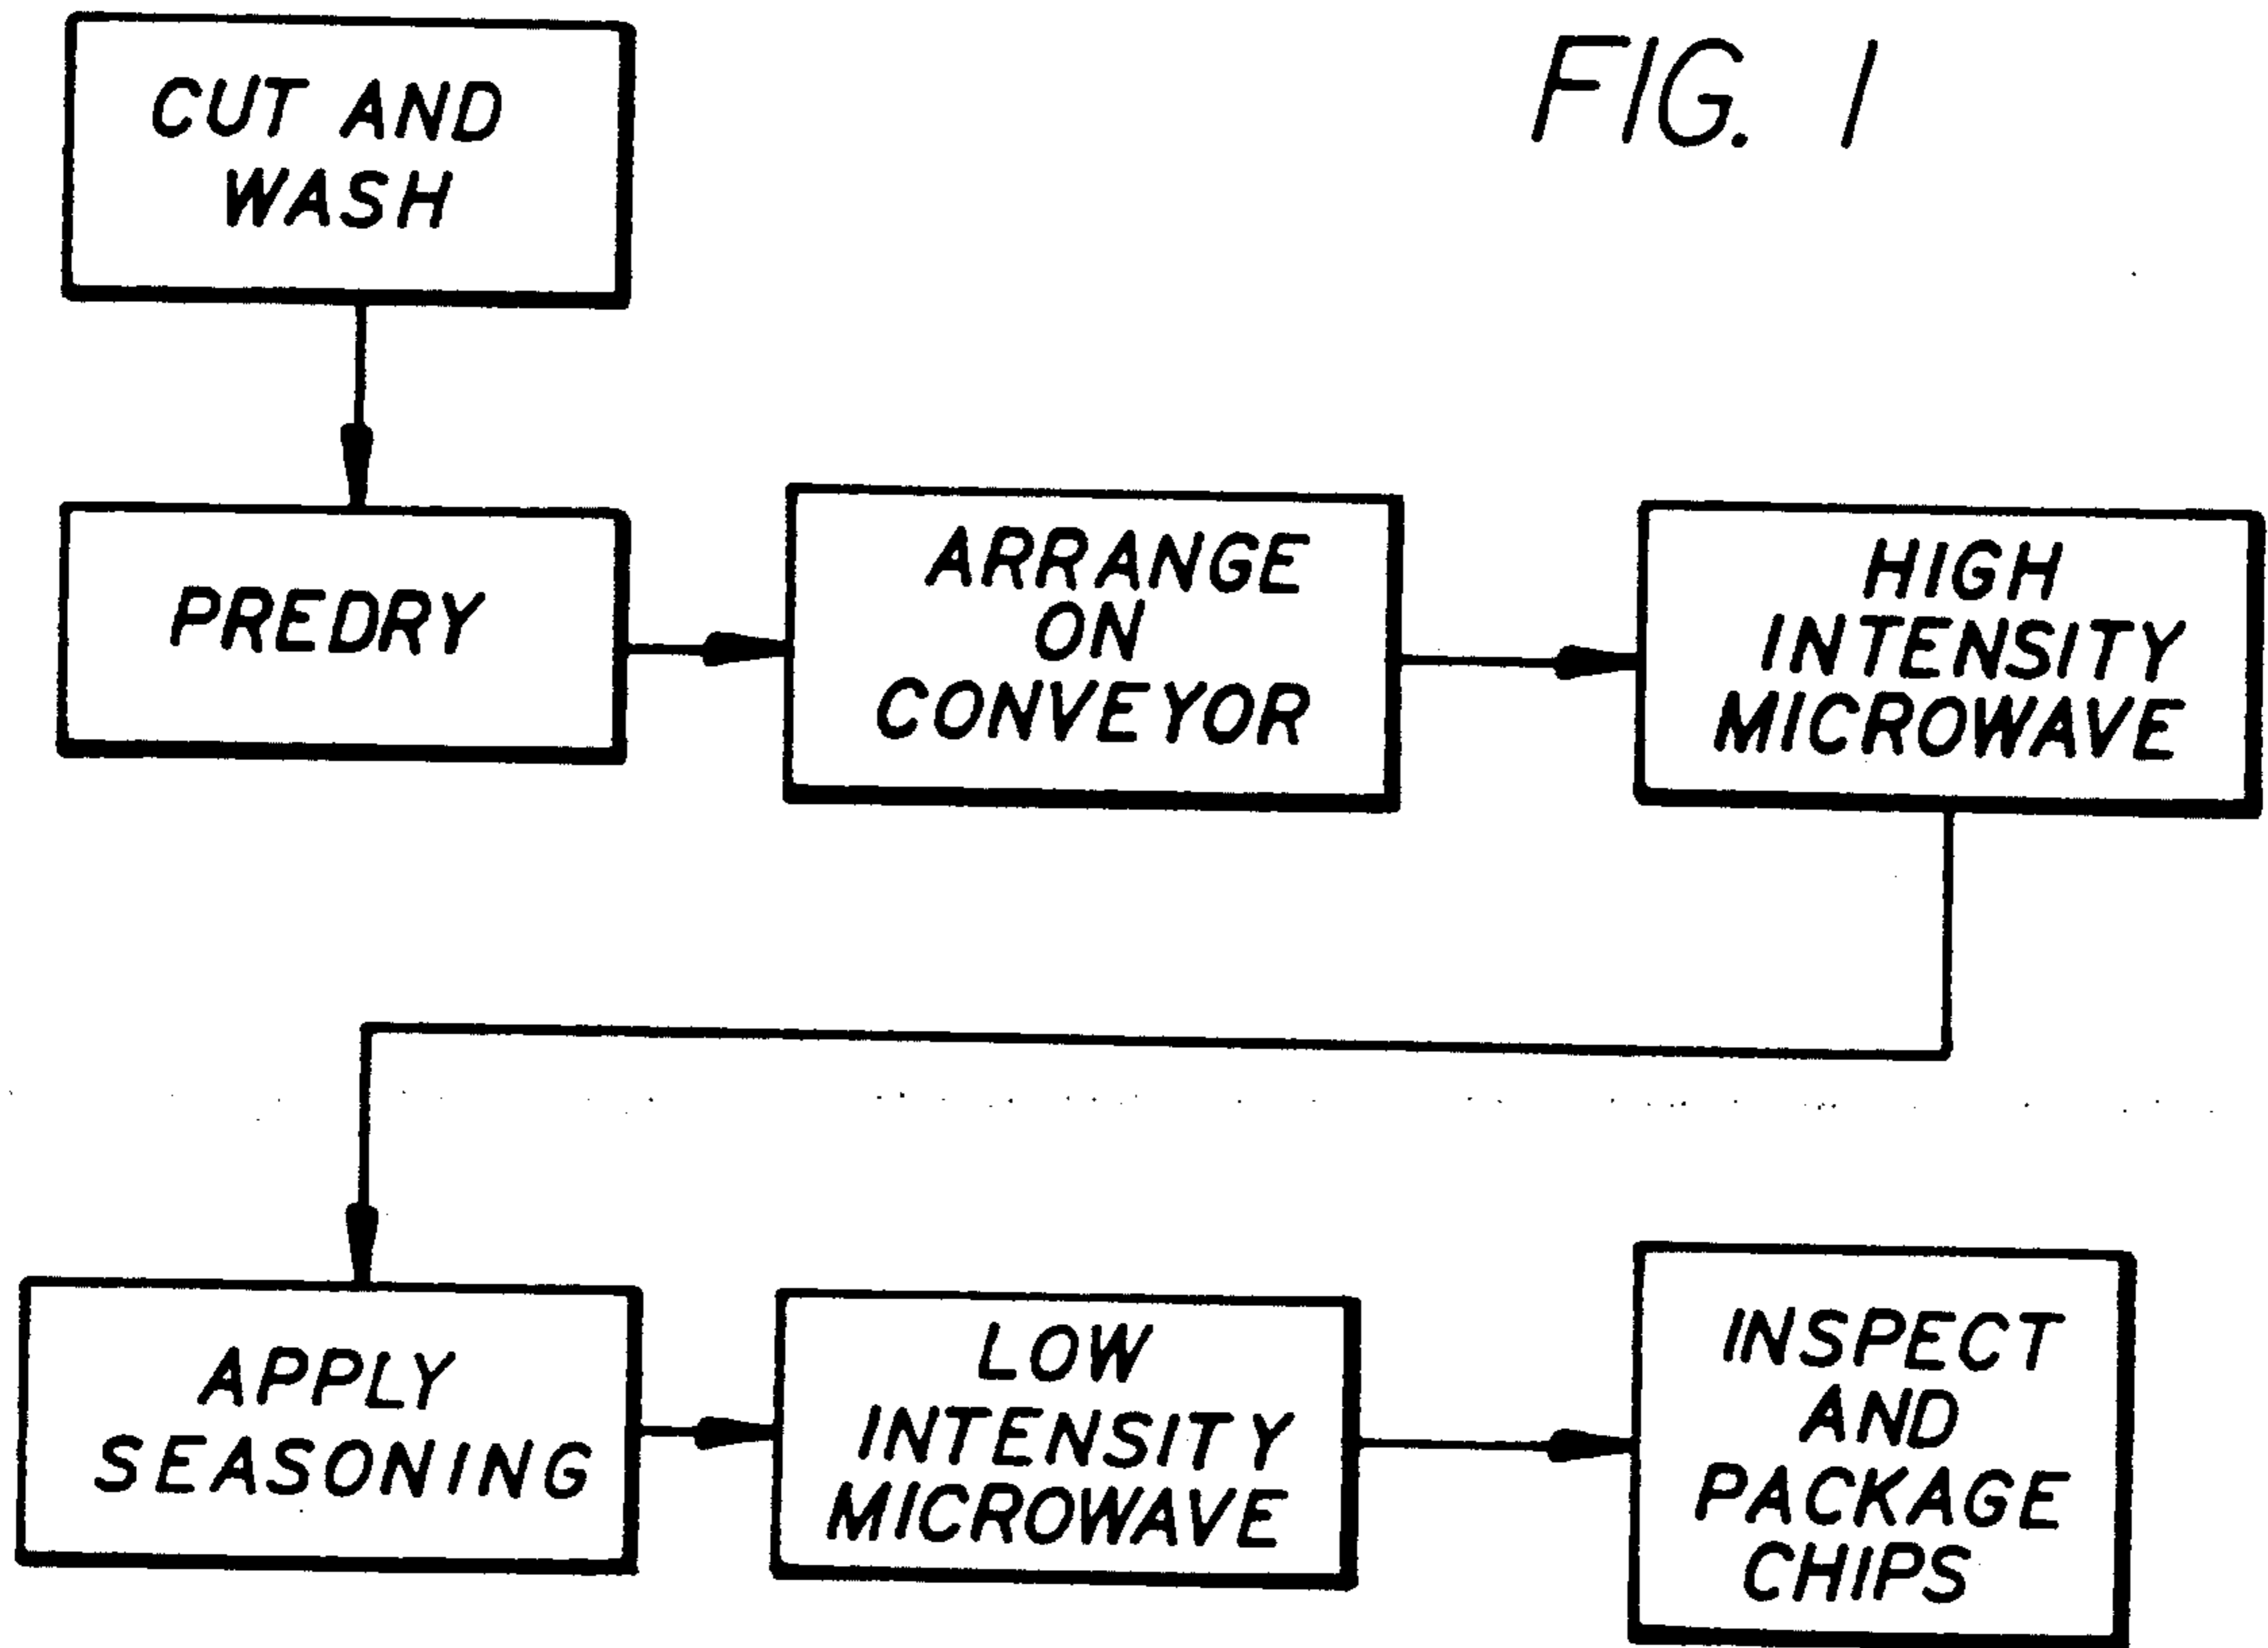 FIG. 1
CUT AND
WASH
PREDRY
ARRANGE
ON
CONVEYOR
HIGH
INTENSITY
MICROWAVE
APPLY
SEASONING
LOW
INTENSITY
MICROWAVE
INSPECT
AND
PACKAGE
CHIPS